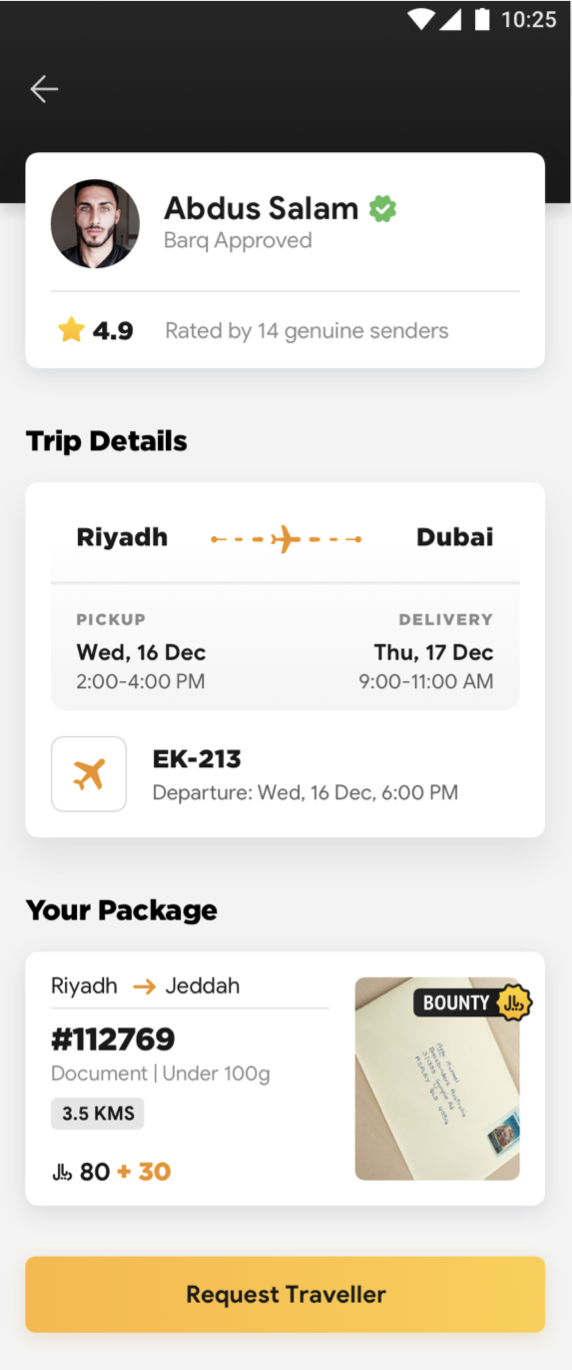 10:25
Abdus Salam
Barq Approved
4.9 Rated by 14 genuine senders
Trip Details
Riyadh Dubai
PICKUP DELIVERY
Wed, 16 Dec Thu, 17 Dec
2:00-4:00 PM 9:00-11:00 AM
EK-213
Departure: Wed, 16 Dec, 6:00 PM
Your Package
Riyadh → Jeddah
#112769
Document | Under 100g
3.5 KMS
﷼ 80 + 30
BOUNTY ﷼
Request Traveller